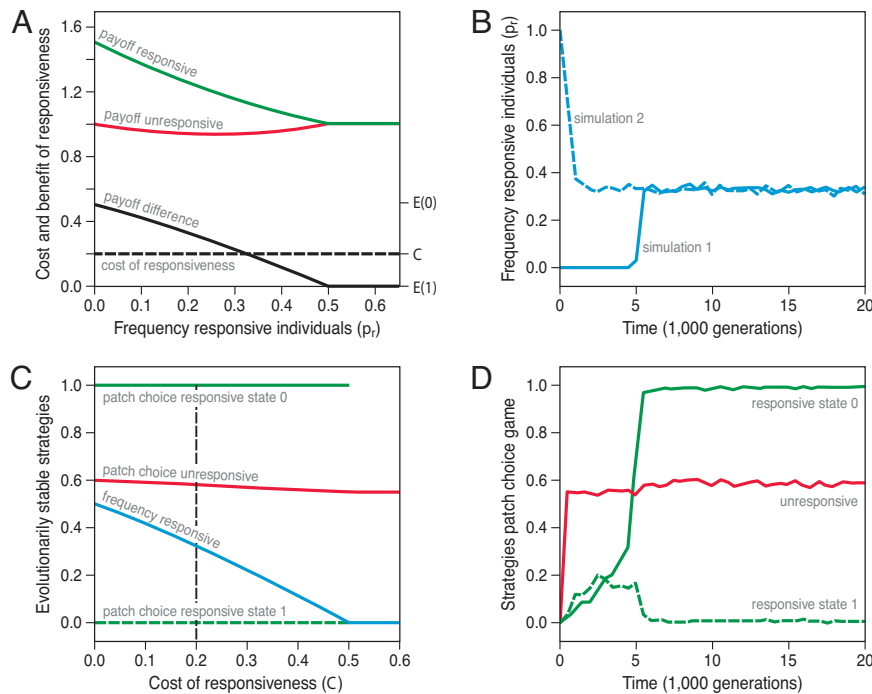 A
Cost and benefit of responsiveness
1.6
1.2
1.6
0.4
0.0
payoff responsive
payoff unresponsive
payoff difference
cost of responsiveness
E(0)
C
E(1)
0.0 0.1 0.2 0.3 0.4 0.5 0.6
Frequency responsive individuals (pr)
B
Frequency responsive individuals (pr)
1.0
0.8
0.6
0.4
0.2
0.0
simulation 2
simulation 1
0 5 10 15 20
Time (1,000 generations)
C
Evolutionarily stable strategies
1.0
0.8
0.6
0.4
0.2
0.0
patch choice responsive state 0
patch choice unresponsive
frequency responsive
patch choice responsive state 1
0.0 0.1 0.2 0.3 0.4 0.5 0.6
Cost of responsiveness (C)
D
Strategies patch choice game
1.0
0.8
0.6
0.4
0.2
0.0
responsive state 0
unresponsive
responsive state 1
0 5 10 15 20
Time (1,000 generations)